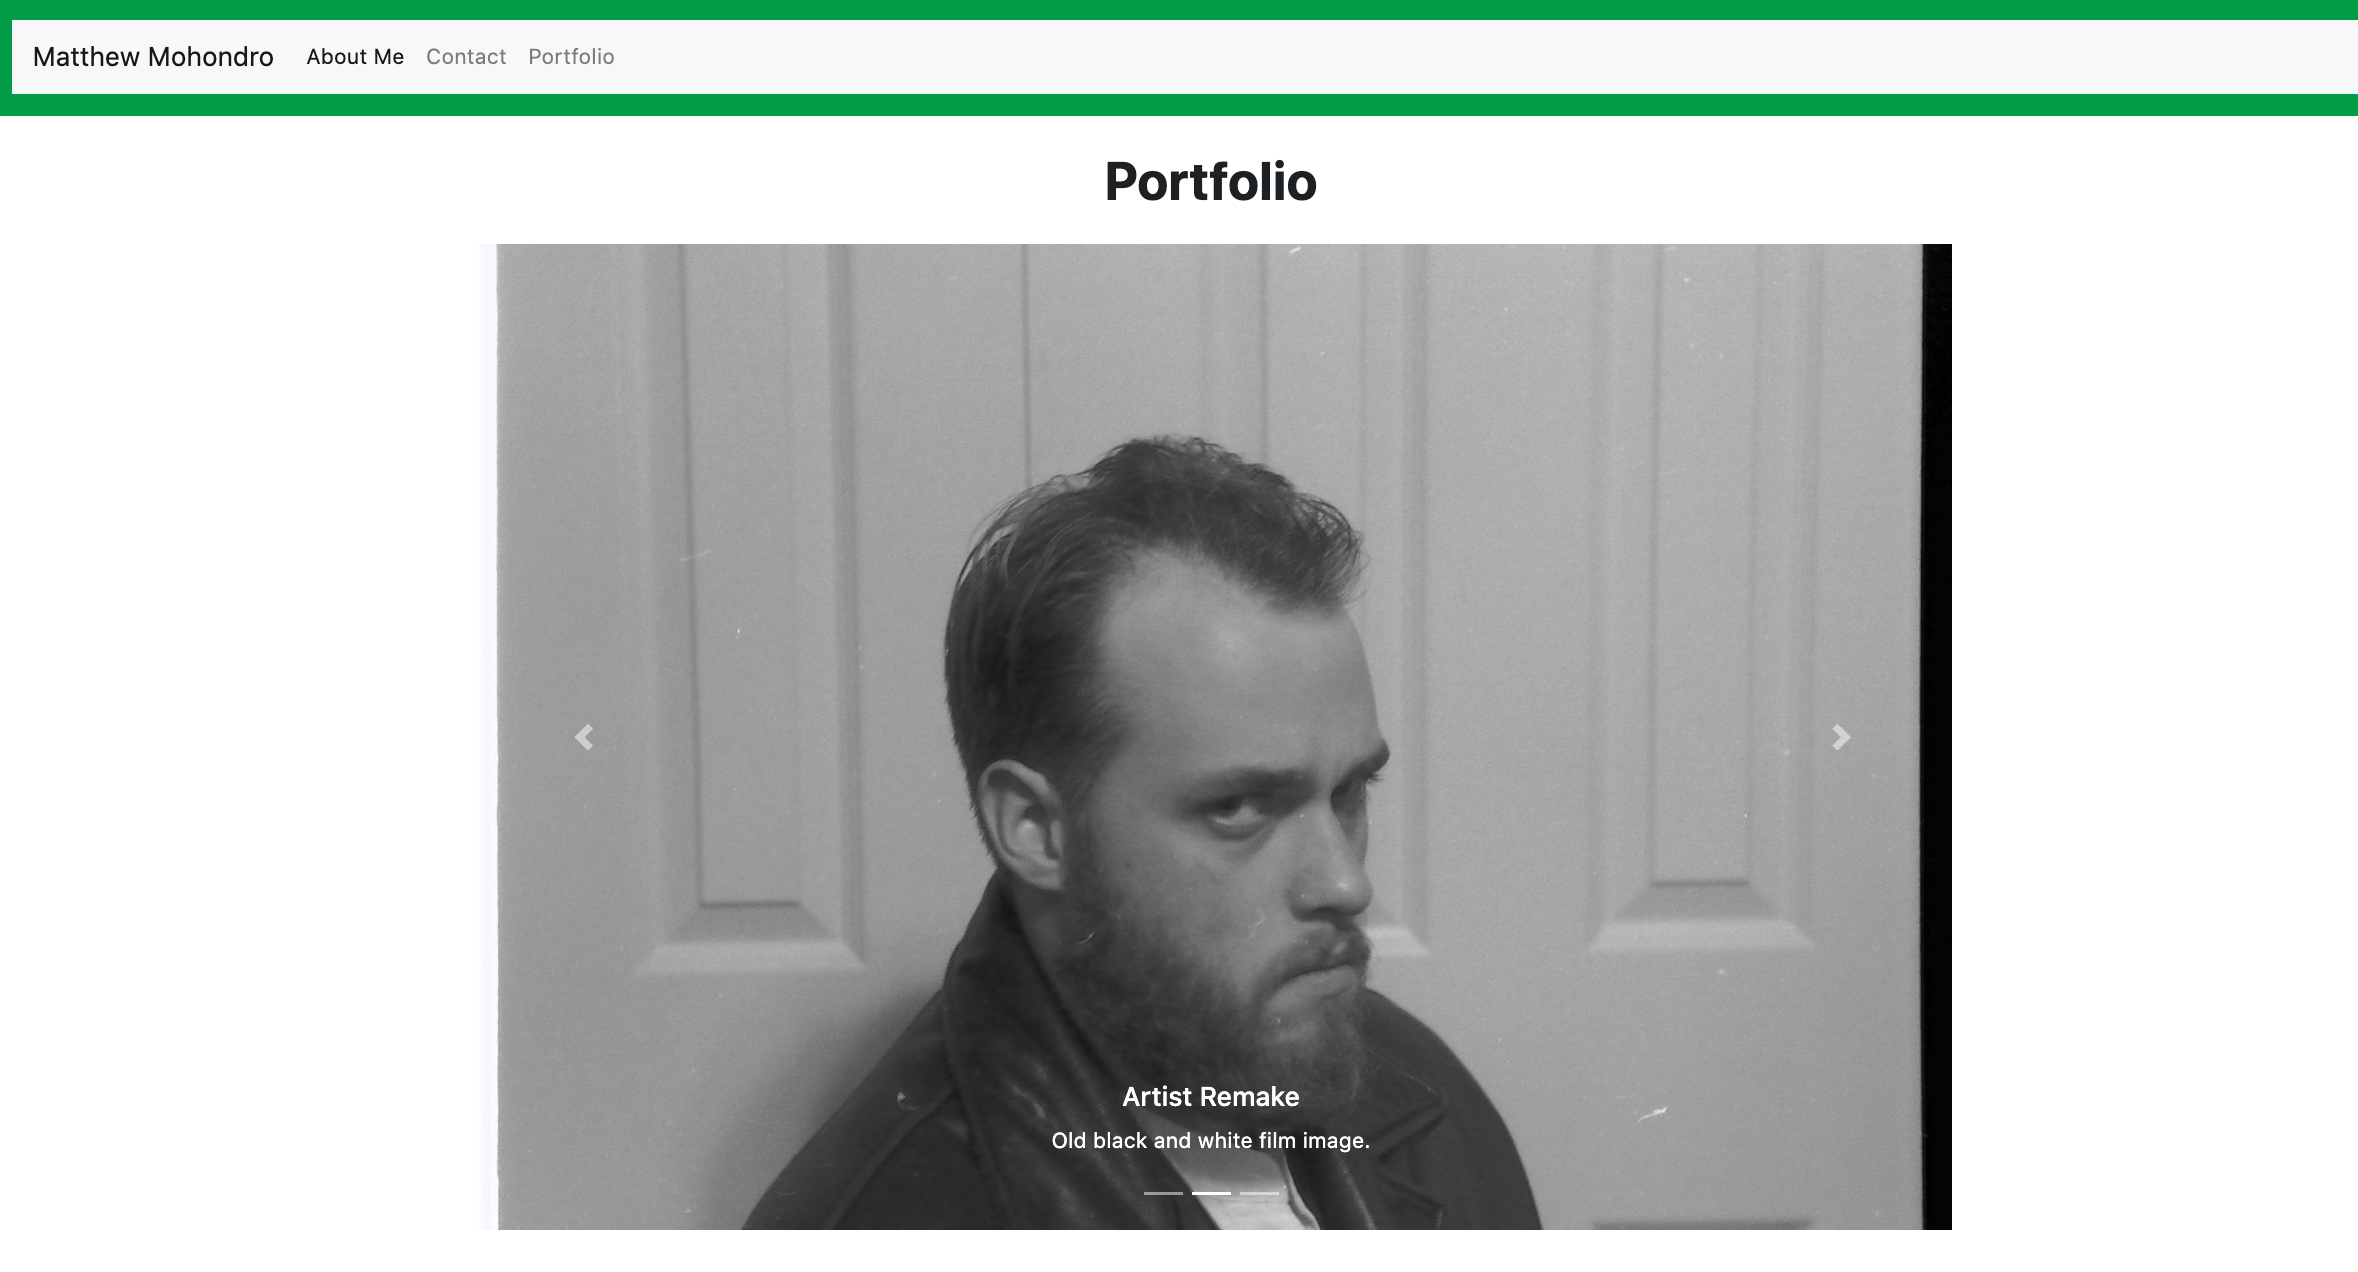 Matthew Mohondro About Me Contact Portfolio
Portfolio
Artist Remake
Old black and white film image.